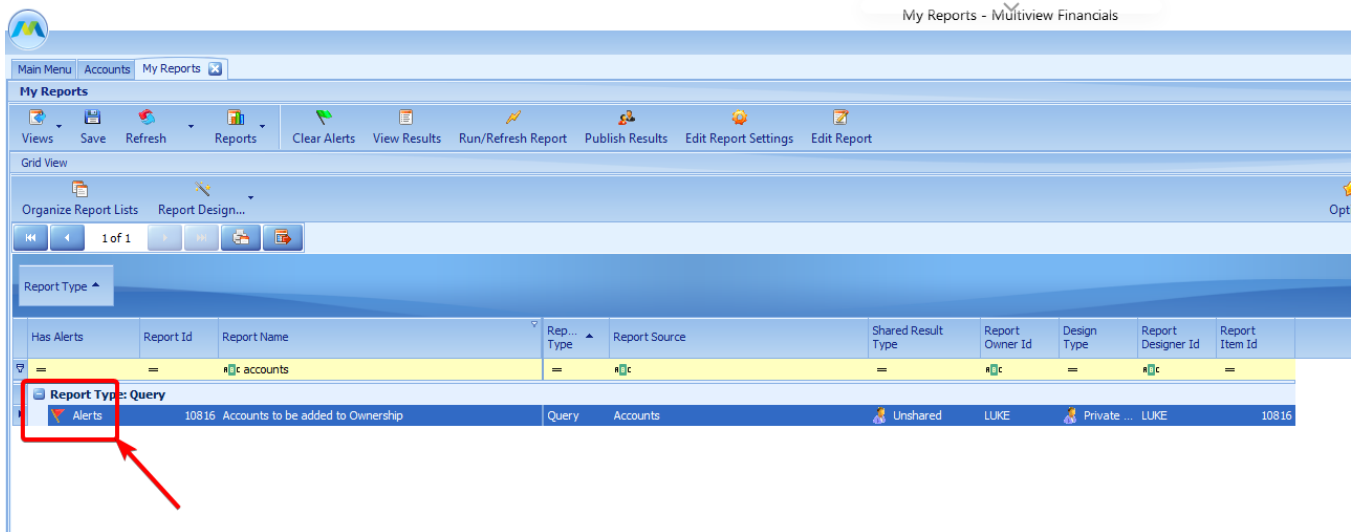 My Reports - Multiview Financials
Main Menu Accounts My Reports
My Reports
Views Save Refresh Reports Clear Alerts View Results Run/Refresh Report Publish Results Edit Report Settings Edit Report
Grid View
Organize Report Lists Report Design... Opt
1 of 1
Report Type
Has Alerts Report Id Report Name Rep... Type Report Source Shared Result Type Report Owner Id Design Type Report Designer Id Report Item Id
= = accounts = = = =
Report Type: Query
Alerts 10816 Accounts to be added to Ownership Query Accounts Unshared LUKE Private ... LUKE 10816